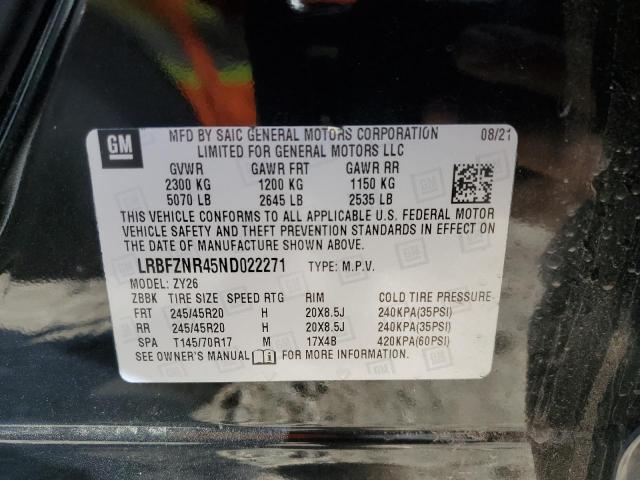 GM MFD BY SAIC GENERAL MOTORS CORPORATION 08/21
LIMITED FOR GENERAL MOTORS LLC
GVWR GAWR FRT GAWR RR
2300 KG 1200 KG 1150 KG
5070 LB 2645 LB 2535 LB
THIS VEHICLE CONFORMS TO ALL APPLICABLE U.S. FEDERAL MOTOR
VEHICLE SAFETY AND THEFT PREVENTION STANDARDS IN EFFECT ON
THE DATE OF MANUFACTURE SHOWN ABOVE.
LRBFZNR45ND022271 TYPE: M.P.V.
MODEL: ZY26
ZBBK TIRE SIZE SPEED RTG RIM COLD TIRE PRESSURE
FRT 245/45R20 H 20X8.5J 240KPA(35PSI)
RR 245/45R20 H 20X8.5J 240KPA(35PSI)
SPA T145/70R17 M 17X4B 420KPA(60PSI)
SEE OWNER'S MANUAL FOR MORE INFORMATION.